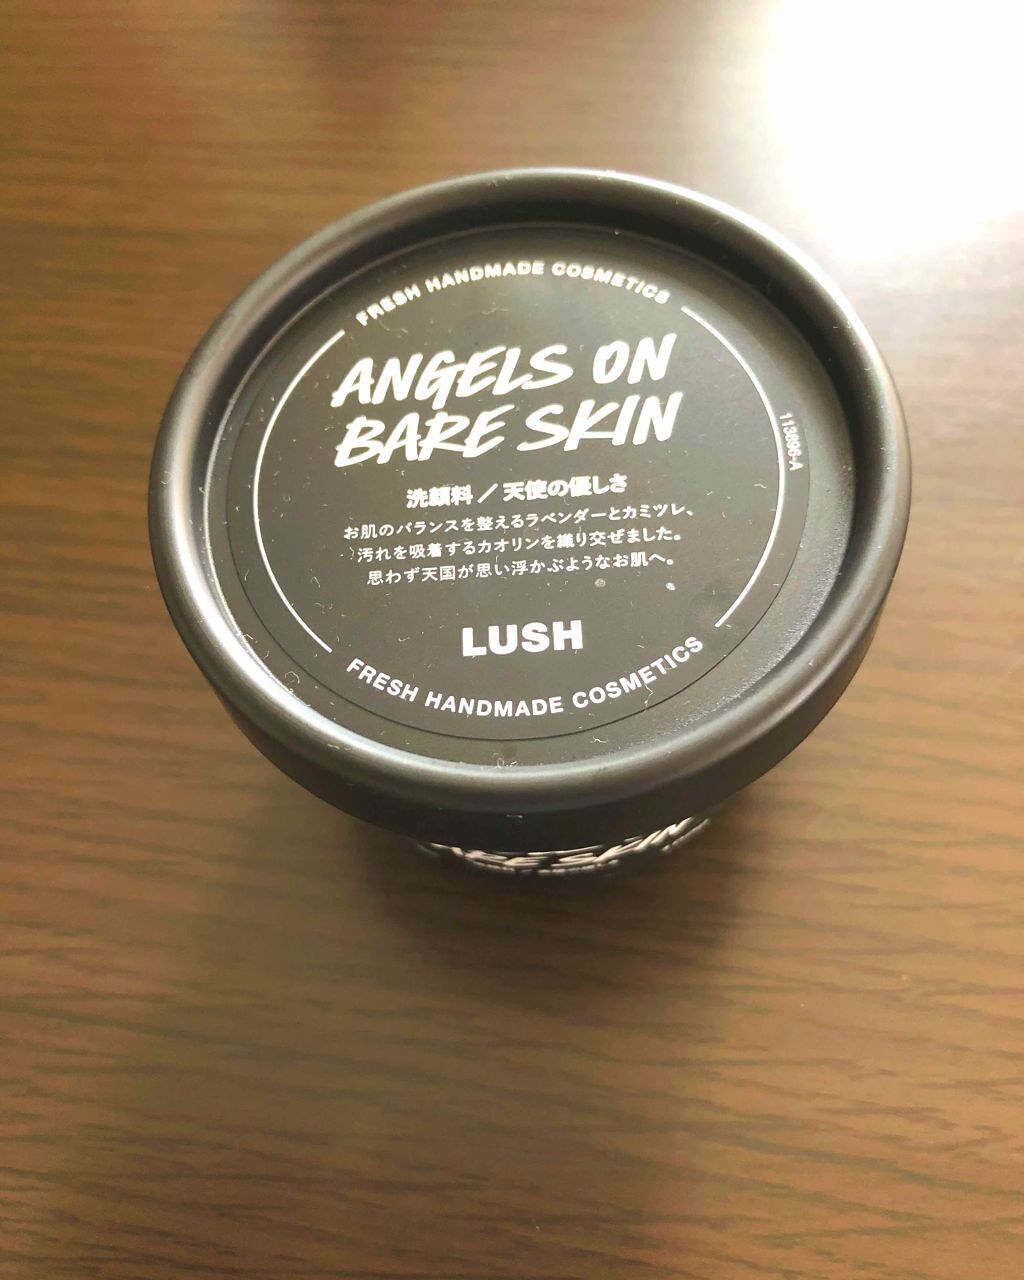 FRESH HANDMADE COSMETICS
ANGELS ON
BARE SKIN
洗顔料／天使の優しさ
お肌のバランスを整えるラベンダーとカミツレ、
汚れを吸着するカオリンを織り交ぜました。
思わず天国が思い浮かぶようなお肌へ。
LUSH
FRESH HANDMADE COSMETICS
113896-A